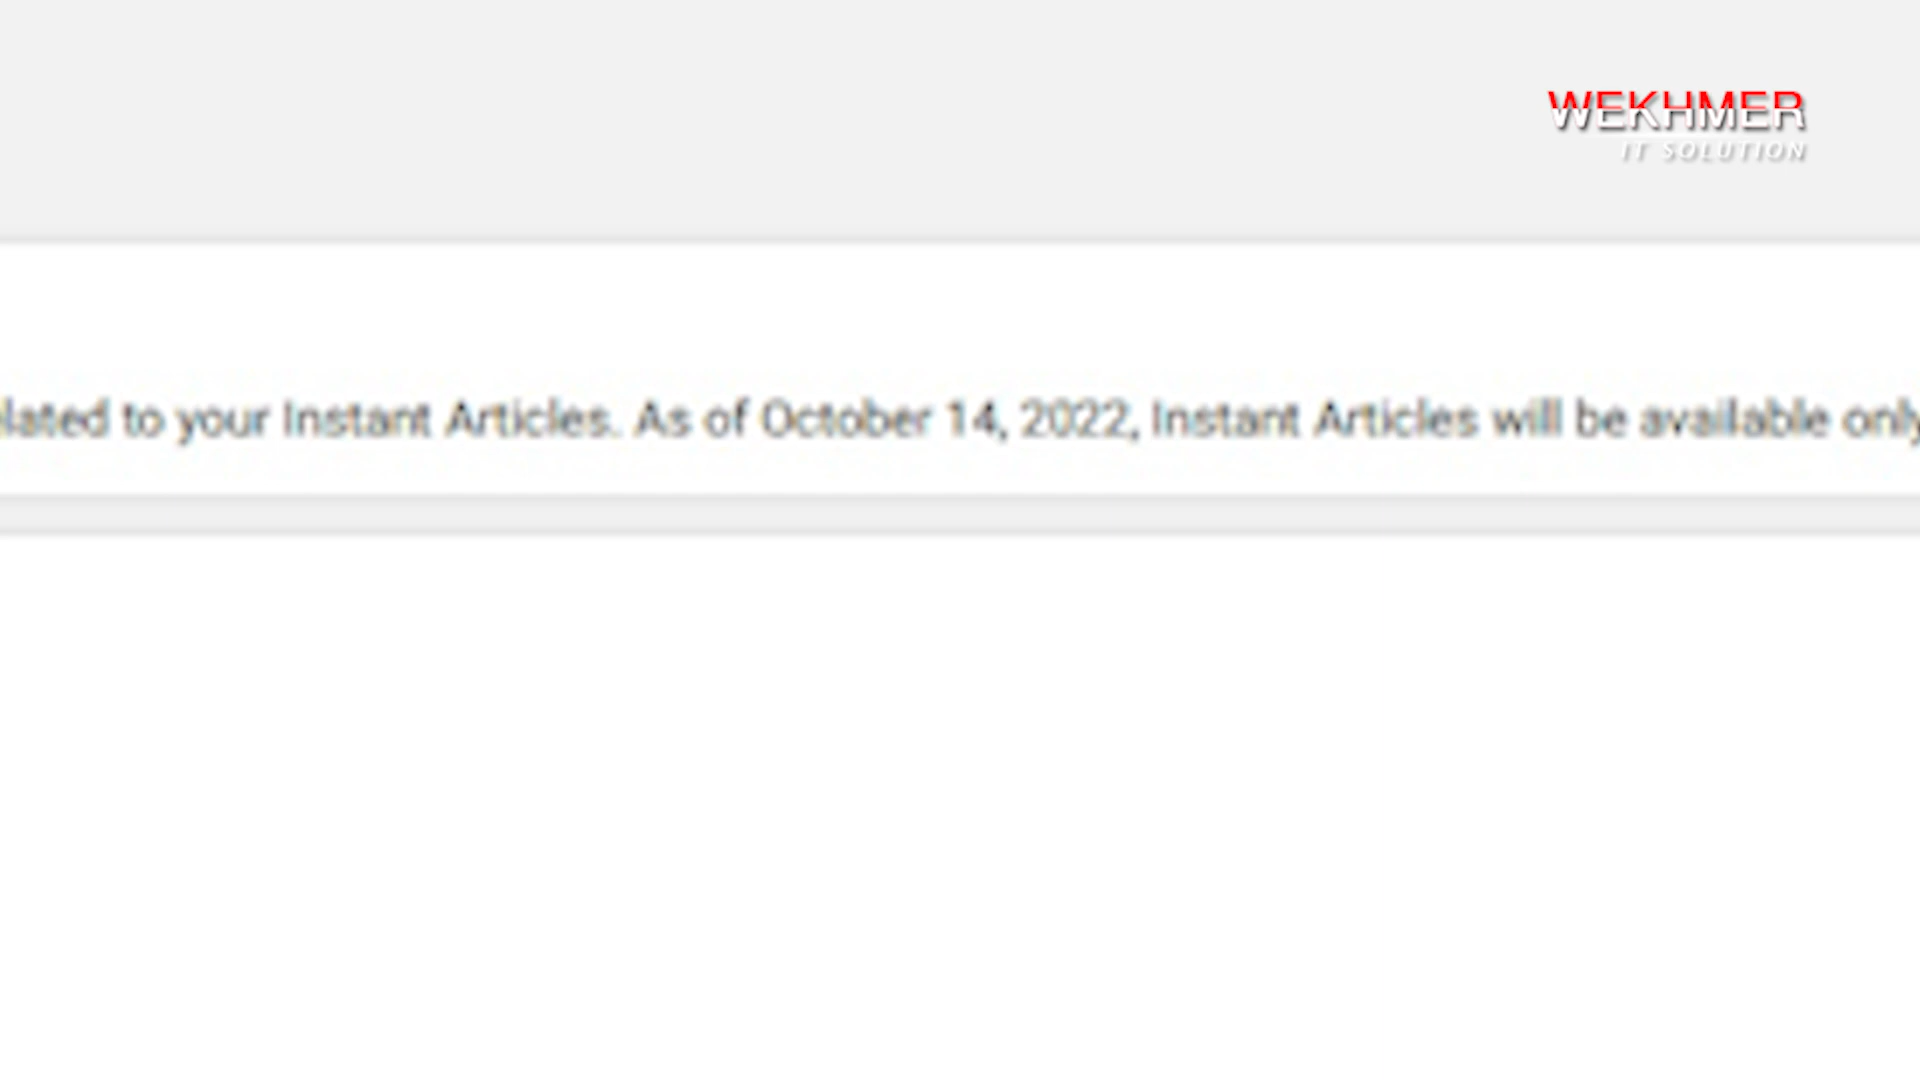 WEKHMER
IT SOLUTION
lated to your Instant Articles. As of October 14, 2022, Instant Articles will be available only